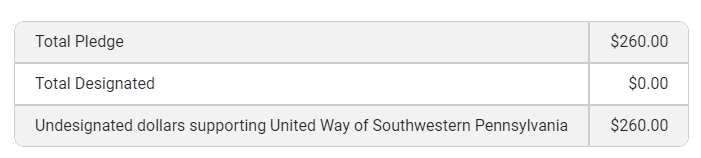 Total Pledge $260.00
Total Designated $0.00
Undesignated dollars supporting United Way of Southwestern Pennsylvania $260.00